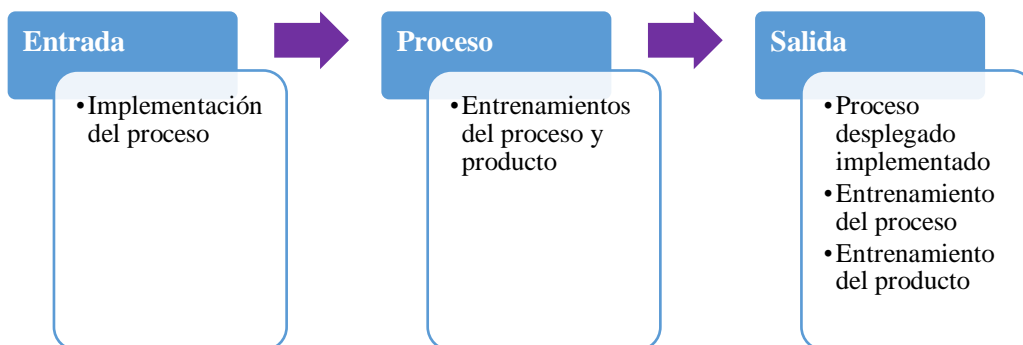 Entrada
•Implementación
del proceso
Proceso
•Entrenamientos
del proceso y
producto
Salida
•Proceso
desplegado
implementado
•Entrenamiento
del proceso
•Entrenamiento
del producto